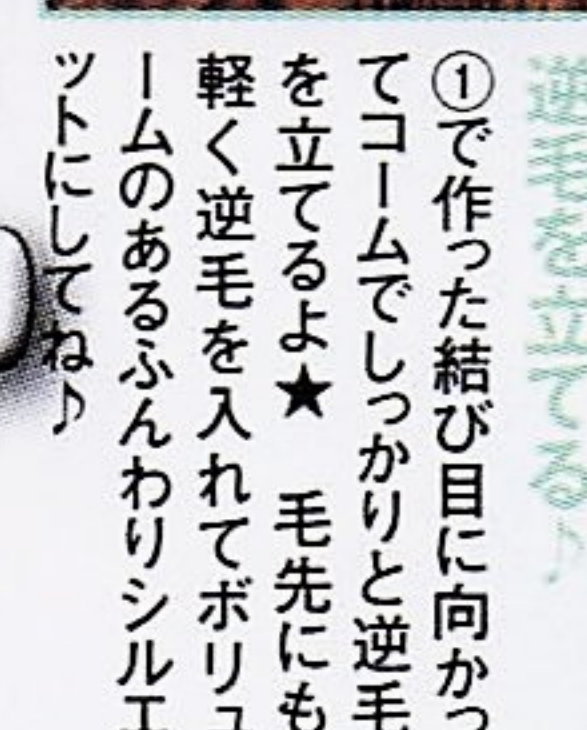 逆毛を立てる♪
①で作った結び目に向かっ
てコームでしっかりと逆毛
を立てるよ★　毛先にも
軽く逆毛を入れてボリュ
ームのあるふんわりシルエ
ットにしてね♪